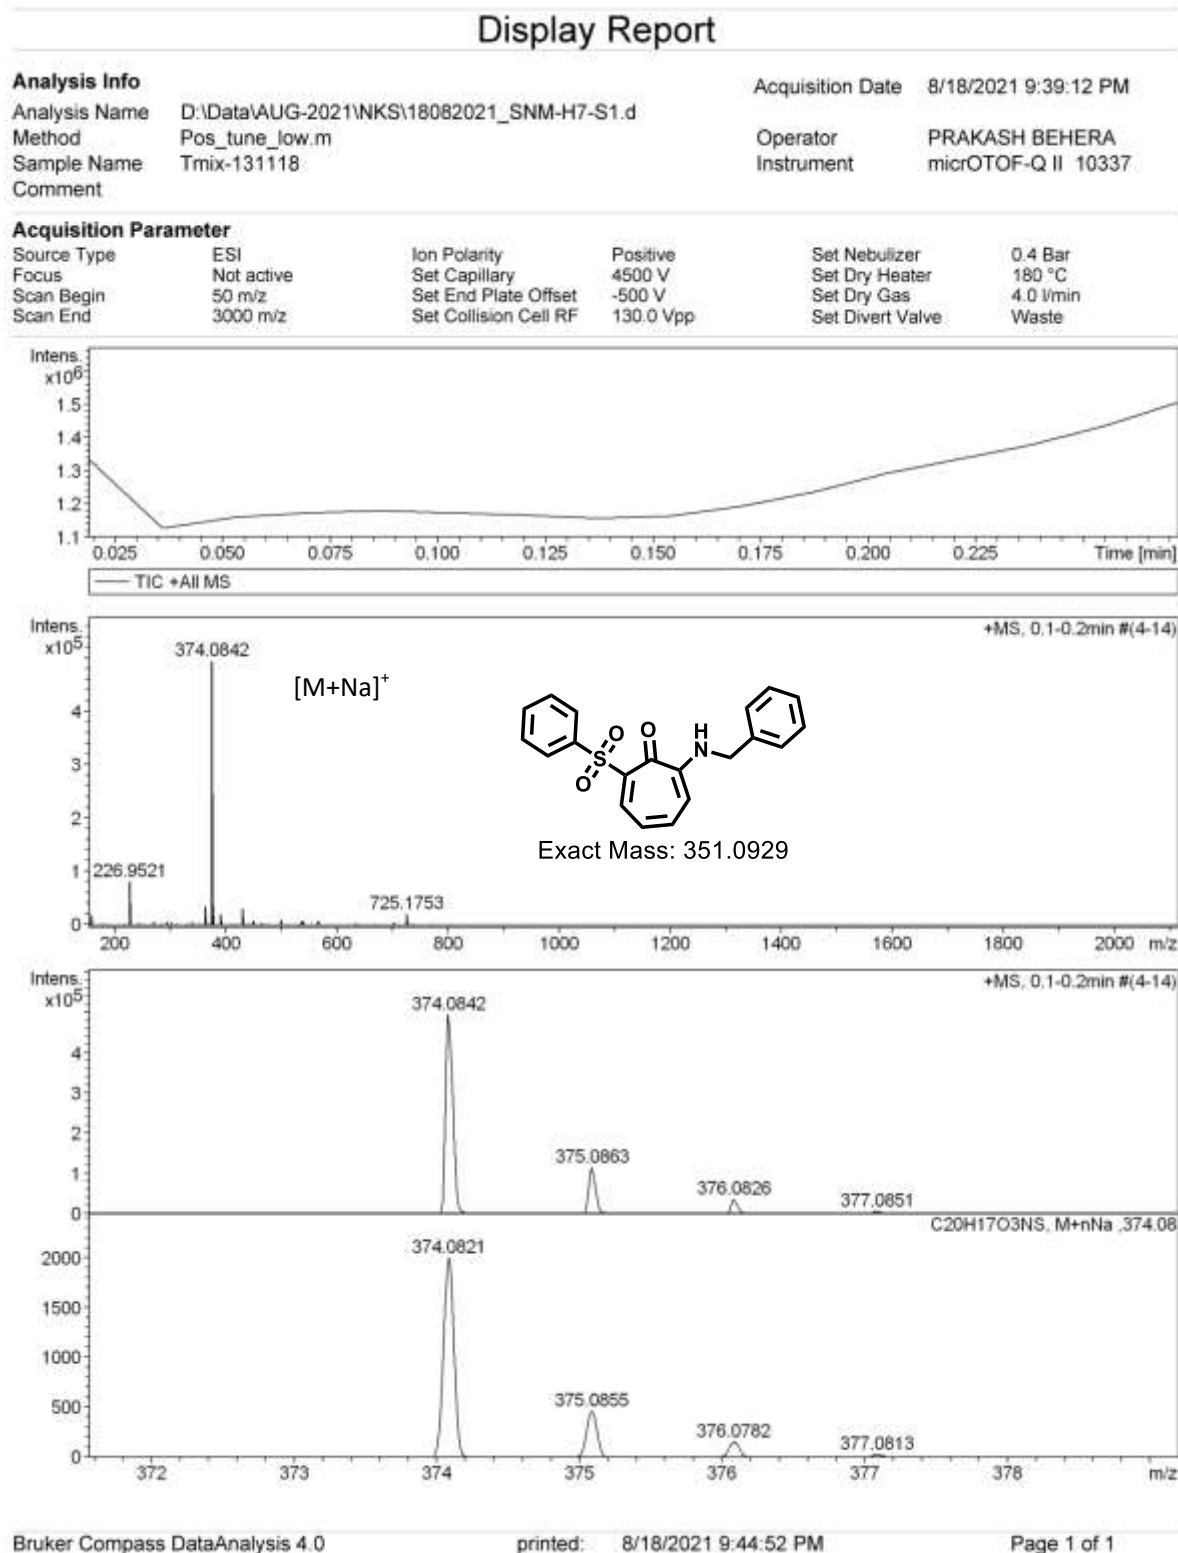 Display Report
Analysis Info
Acquisition Date 8/18/2021 9:39:12 PM
Analysis Name D:\Data\AUG-2021\NKS\18082021_SNM-H7-S1.d
Method Pos_tune_low.m Operator PRAKASH BEHERA
Sample Name Tmix-131118 Instrument micrOTOF-Q II 10337
Comment
Acquisition Parameter
Source Type ESI Ion Polarity Positive Set Nebulizer 0.4 Bar
Focus Not active Set Capillary 4500 V Set Dry Heater 180 °C
Scan Begin 50 m/z Set End Plate Offset -500 V Set Dry Gas 4.0 l/min
Scan End 3000 m/z Set Collision Cell RF 130.0 Vpp Set Divert Valve Waste
Intens.
x10⁶
1.5
1.4
1.3
1.2
1.1
0.025 0.050 0.075 0.100 0.125 0.150 0.175 0.200 0.225 Time [min]
TIC +All MS
Intens.
x10⁵
+MS, 0.1-0.2min #(4-14)
374.0842
[M+Na]⁺
4
3
2
1
0
O
S
O
O
H
N
Exact Mass: 351.0929
226.9521
725.1753
200 400 600 800 1000 1200 1400 1600 1800 2000 m/z
Intens.
x10⁵
+MS, 0.1-0.2min #(4-14)
374.0842
4
3
2
1
0
375.0863
376.0826
377.0851
C20H17O3NS, M+nNa ,374.08
374.0821
2000
1500
1000
500
0
375.0855
376.0782
377.0813
372 373 374 375 376 377 378 m/z
Bruker Compass DataAnalysis 4.0 printed: 8/18/2021 9:44:52 PM Page 1 of 1